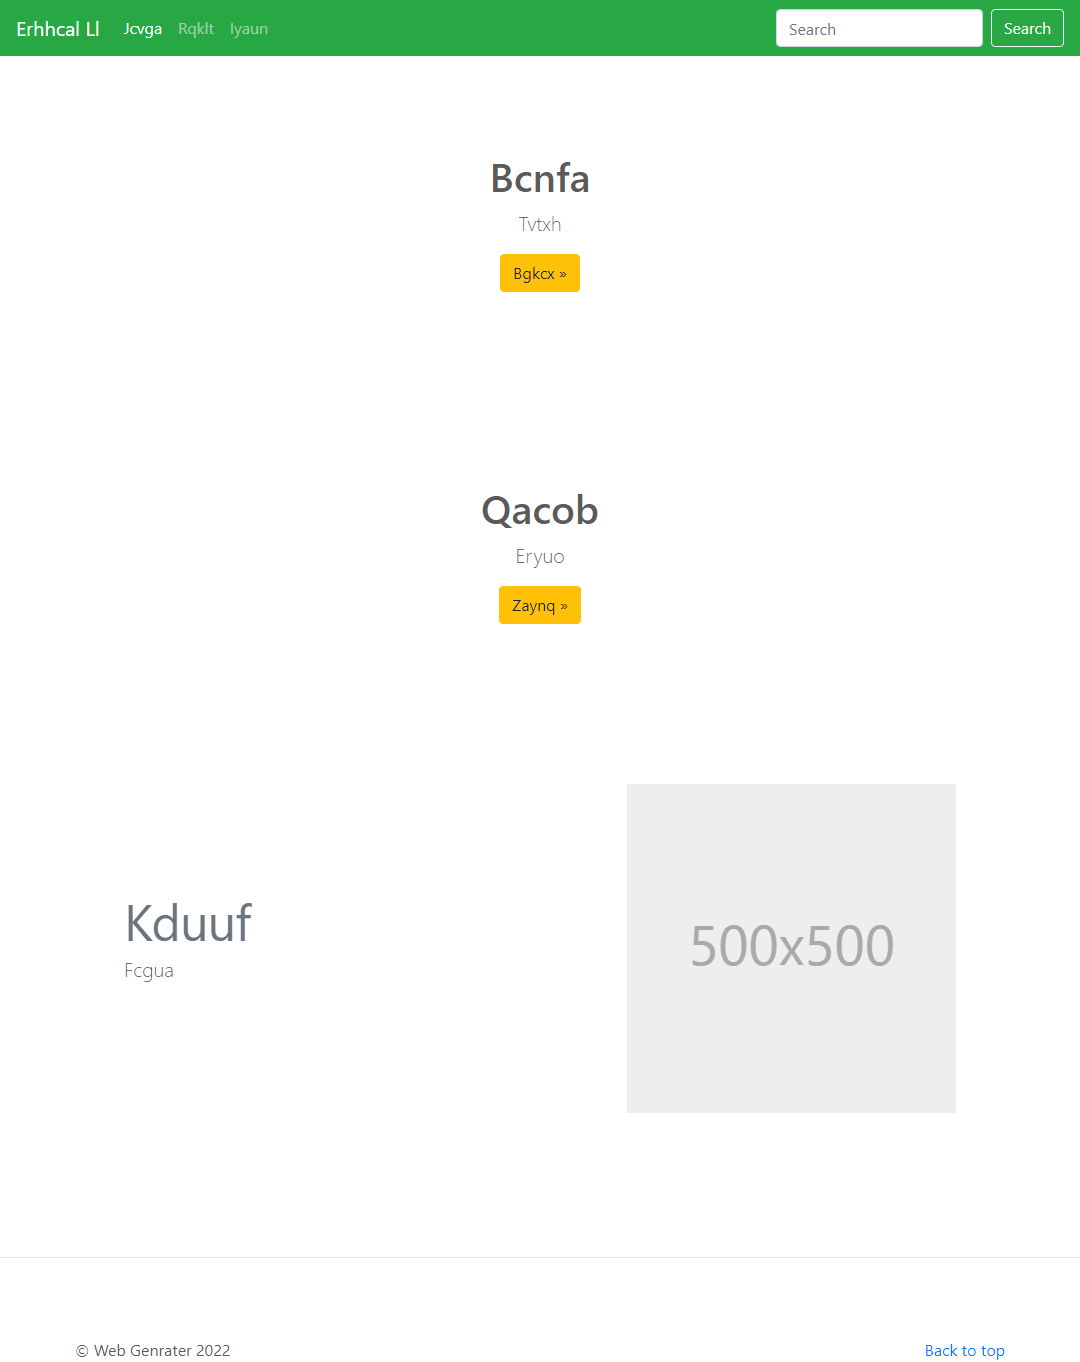 Erhhcal Ll Jcvga Rqklt Iyaun Search Search
Bcnfa
Tvtxh
Bgkcx »
Qacob
Eryuo
Zaynq »
Kduuf
Fcgua
500x500
© Web Genrater 2022 Back to top